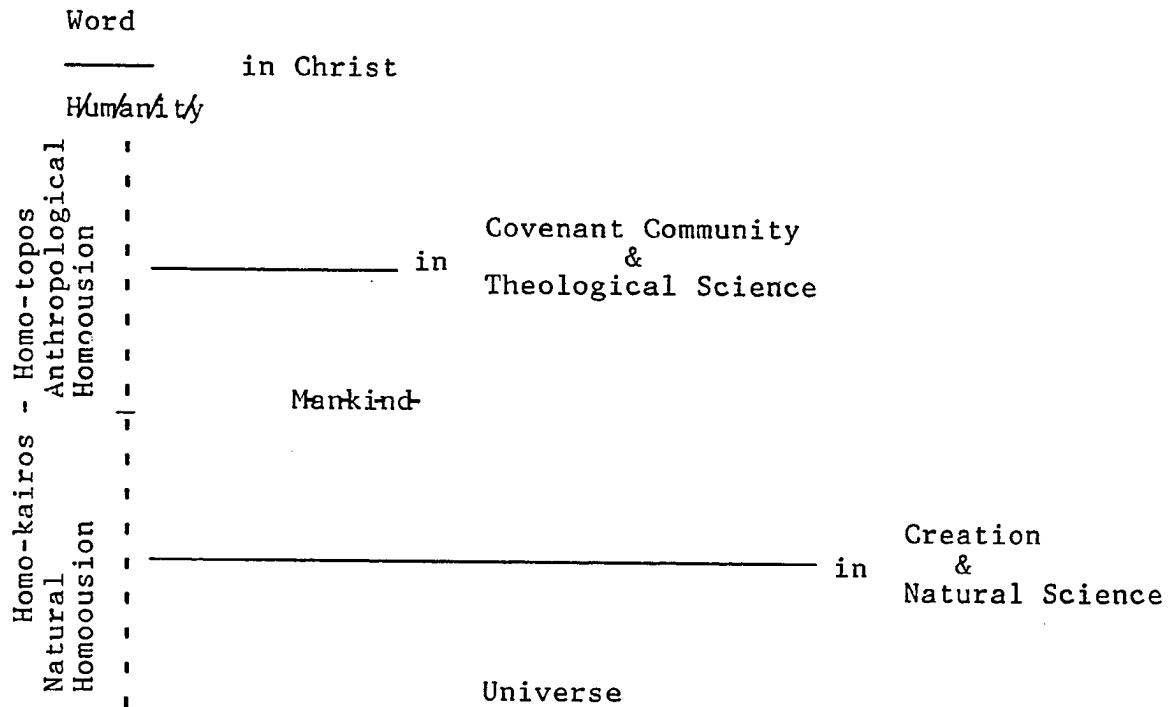 Word
in Christ
Humanity
Covenant Community
in
&
Theological Science
Mankind
Creation
in
&
Natural Science
Universe
Homo-kairos - Homo-topos
Anthropological
Homoousion
Natural
Homoousion